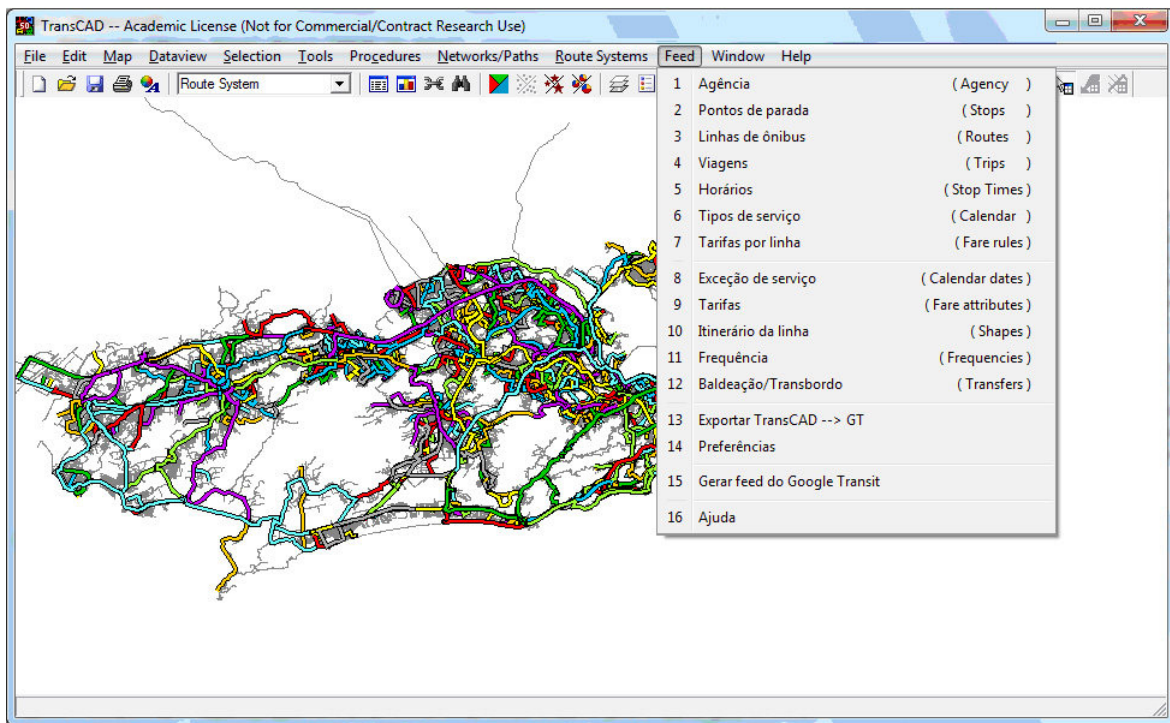 TransCAD -- Academic License (Not for Commercial/Contract Research Use)
File Edit Map Dataview Selection Tools Procedures Networks/Paths Route Systems Feed Window Help
Route System
1 Agência ( Agency )
2 Pontos de parada ( Stops )
3 Linhas de ônibus ( Routes )
4 Viagens ( Trips )
5 Horários ( Stop Times )
6 Tipos de serviço ( Calendar )
7 Tarifas por linha ( Fare rules )
8 Exceção de serviço ( Calendar dates )
9 Tarifas ( Fare attributes )
10 Itinerário da linha ( Shapes )
11 Frequência ( Frequencies )
12 Baldeação/Transbordo ( Transfers )
13 Exportar TransCAD --> GT
14 Preferências
15 Gerar feed do Google Transit
16 Ajuda